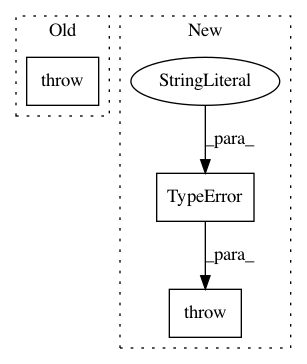 Old
New
throw
StringLiteral
_para_
TypeError
_para_
throw